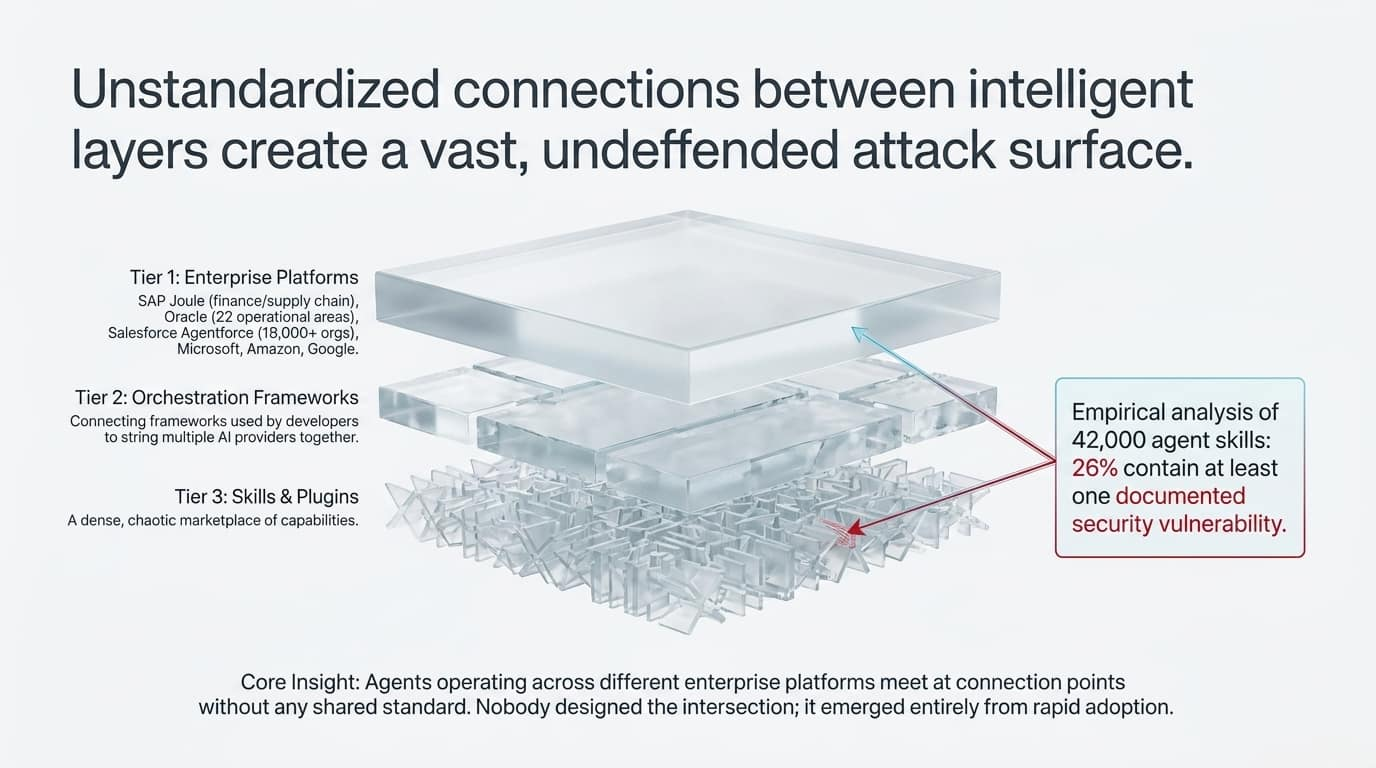 Unstandardized connections between intelligent
layers create a vast, undeffended attack surface.
Tier 1: Enterprise Platforms
SAP Joule (finance/supply chain),
Oracle (22 operational areas),
Salesforce Agentforce (18,000+ orgs),
Microsoft, Amazon, Google.
Tier 2: Orchestration Frameworks
Connecting frameworks used by developers
to string multiple AI providers together.
Tier 3: Skills & Plugins
A dense, chaotic marketplace of capabilities.
Empirical analysis of
42,000 agent skills:
26% contain at least
one documented
security vulnerability.
Core Insight: Agents operating across different enterprise platforms meet at connection points
without any shared standard. Nobody designed the intersection; it emerged entirely from rapid adoption.